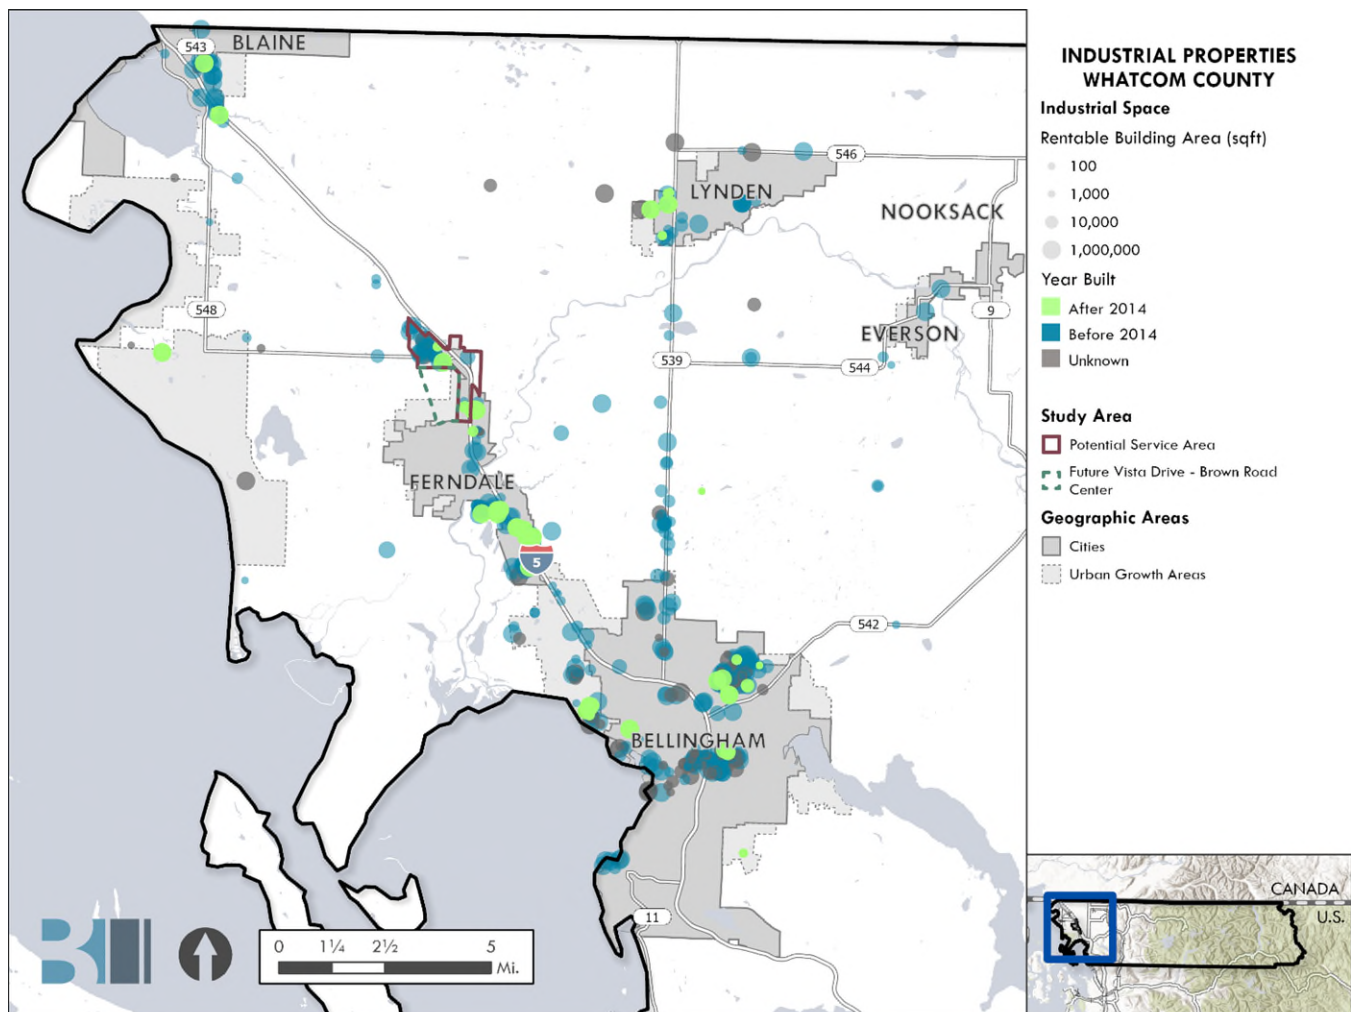 BLAINE
543
546
LYNDEN
NOOKSACK
548
9
EVERSON
539
544
FERNDALE
5
542
BELLINGHAM
11
0 1¼ 2½ 5
Mi.
INDUSTRIAL PROPERTIES
WHATCOM COUNTY
Industrial Space
Rentable Building Area (sqft)
100
1,000
10,000
1,000,000
Year Built
After 2014
Before 2014
Unknown
Study Area
Potential Service Area
Future Vista Drive - Brown Road
Center
Geographic Areas
Cities
Urban Growth Areas
CANADA
U.S.